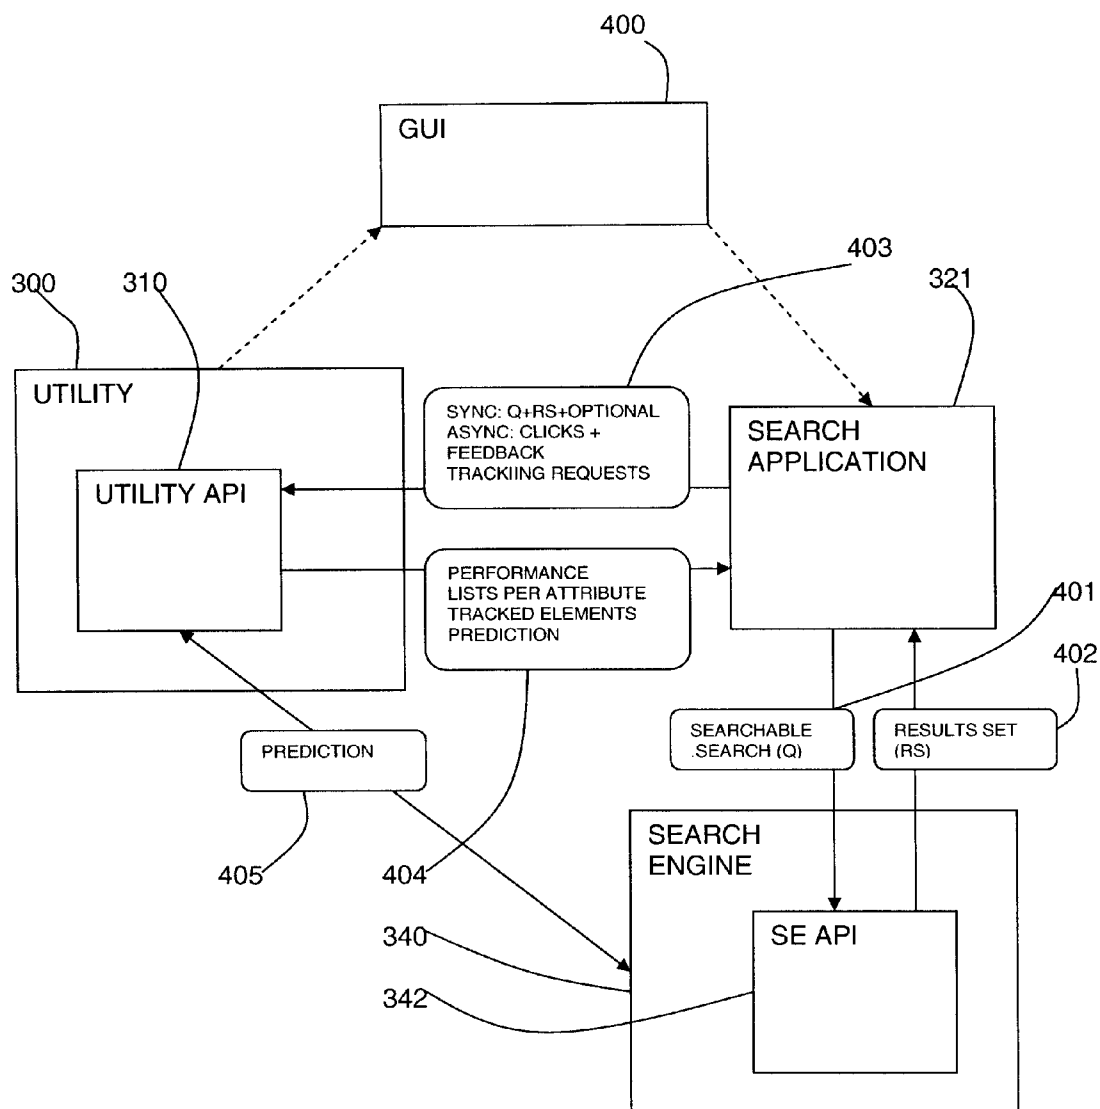 400
GUI
403
300
310
321
UTILITY
SYNC: Q+RS+OPTIONAL
ASYNC: CLICKS +
FEEDBACK
TRACKIING REQUESTS
SEARCH
APPLICATION
UTILITY API
PERFORMANCE
LISTS PER ATTRIBUTE
TRACKED ELEMENTS
PREDICTION
401
402
SEARCHABLE
.SEARCH (Q)
RESULTS SET
(RS)
PREDICTION
SEARCH
ENGINE
405
404
SE API
340
342